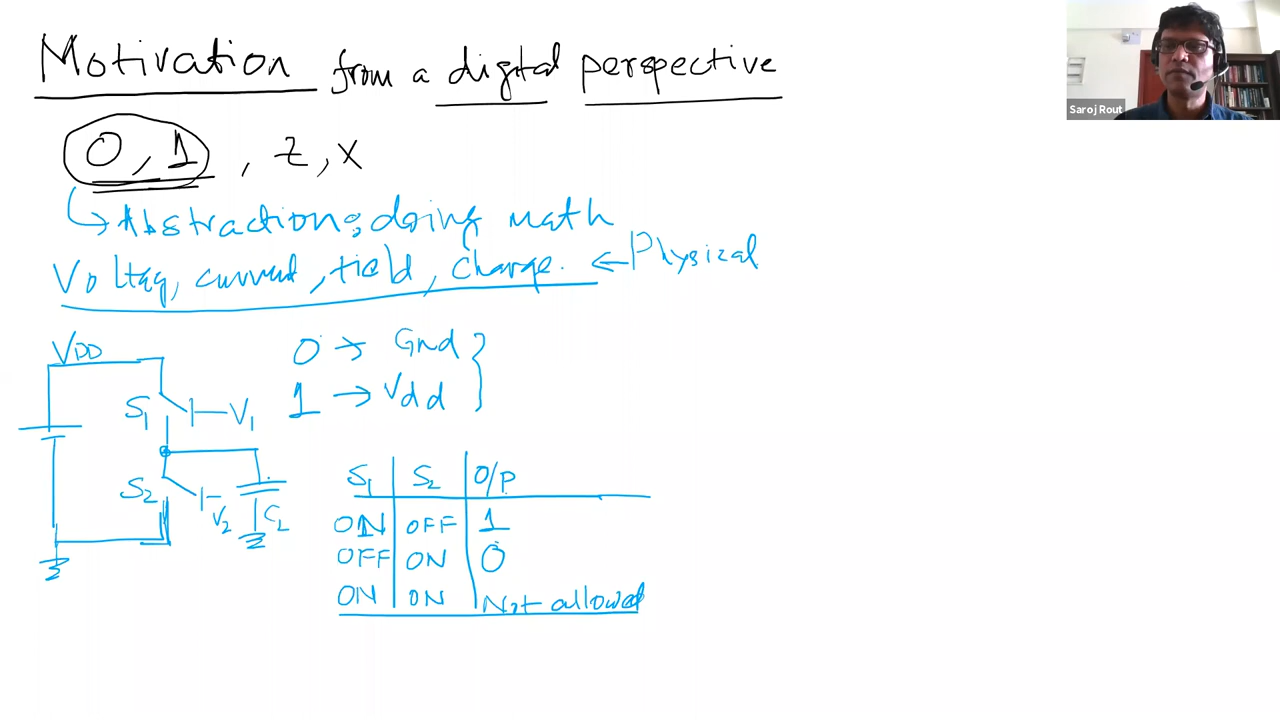 Motivation from a digital perspective
Saroj Rout
0, 1, z, x
↳ Abstraction; doing math
Voltag, current, field, charge. ← Physical
VDD
0 → Gnd
1 → Vdd
S1
V1
S2
V2
CL
S1 S2 O/P
ON OFF 1
OFF ON 0
ON ON Not allowed